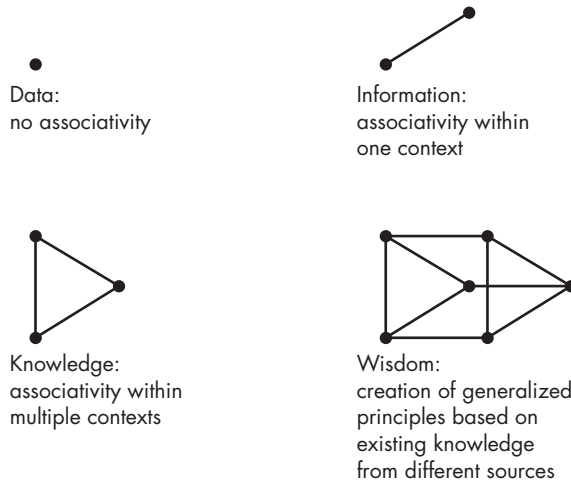 Data:
no associativity
Information:
associativity within
one context
Knowledge:
associativity within
multiple contexts
Wisdom:
creation of generalized
principles based on
existing knowledge
from different sources